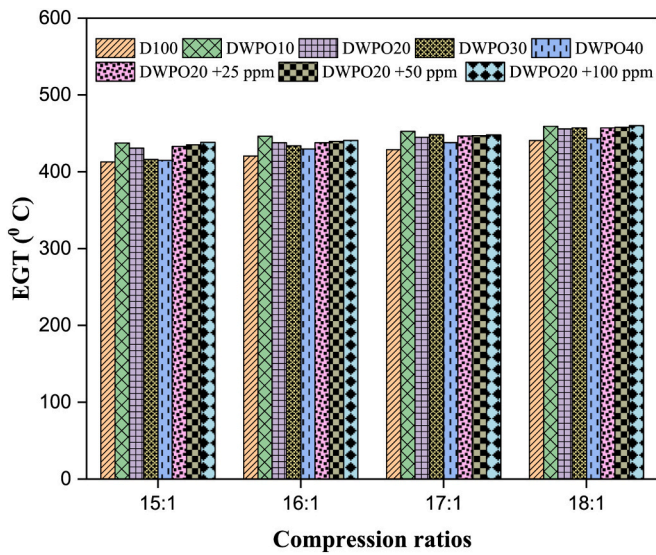 600
D100 DWPO10 DWPO20 DWPO30 DWPO40
DWPO20 +25 ppm DWPO20 +50 ppm DWPO20 +100 ppm
500
400
300
200
100
0
EGT (⁰ C)
15:1 16:1 17:1 18:1
Compression ratios